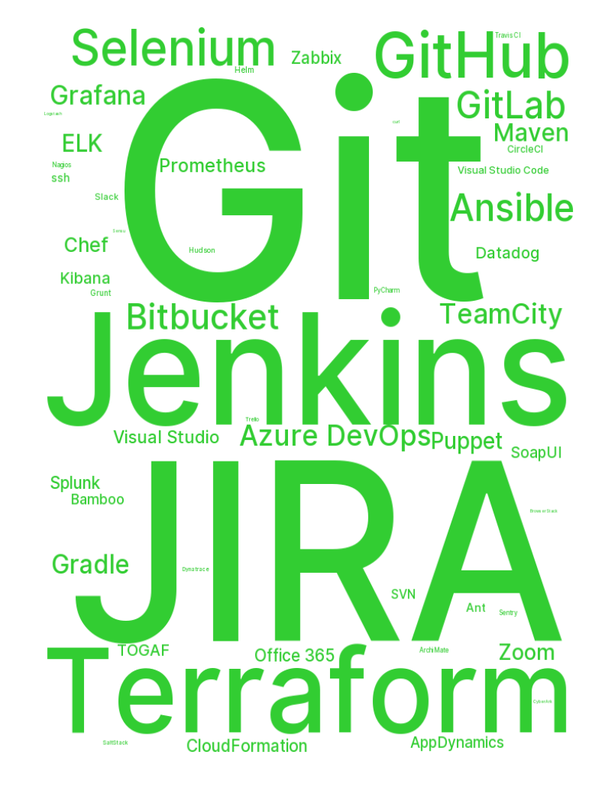 Selenium
Zabbix
GitHub
Travis CI
Helm
Grafana
GitLab
Git
Maven
ELK
CircleCI
Nagios
Prometheus
Visual Studio Code
ssh
Slack
Ansible
Chef
Hudson
Datadog
Kibana
Grunt
PyCharm
Bitbucket
TeamCity
Jenkins
Trello
Visual Studio
Azure DevOps
Puppet
SoapUI
Splunk
Bamboo
JIRA
Gradle
Dynatrace
SVN
Ant
Sentry
TOGAF
Office 365
ArchiMate
Zoom
Terraform
CyberArk
SaltStack
CloudFormation
AppDynamics